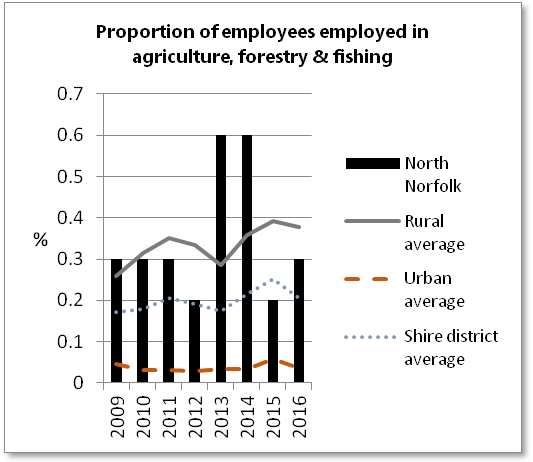 Proportion of employees employed in
agriculture, forestry & fishing
0.7
0.6
0.5
0.4
0.3
0.2
0.1
0
%
2009
2010
2011
2012
2013
2014
2015
2016
North
Norfolk
Rural
average
Urban
average
Shire district
average